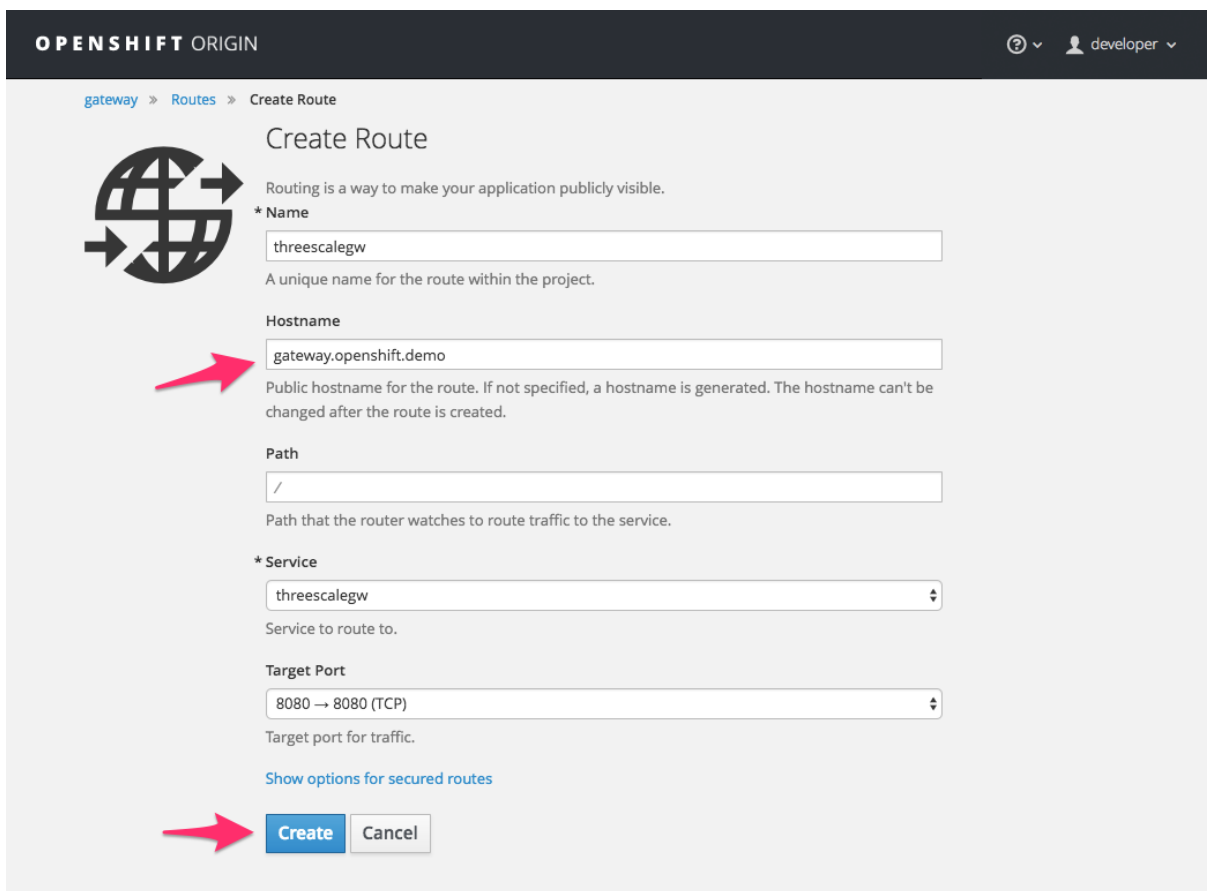 OPENSHIFT ORIGIN
developer
gateway » Routes » Create Route
Create Route
Routing is a way to make your application publicly visible.
* Name
threescalegw
A unique name for the route within the project.
Hostname
gateway.openshift.demo
Public hostname for the route. If not specified, a hostname is generated. The hostname can't be
changed after the route is created.
Path
/
Path that the router watches to route traffic to the service.
* Service
threescalegw
Service to route to.
Target Port
8080 → 8080 (TCP)
Target port for traffic.
Show options for secured routes
Create Cancel